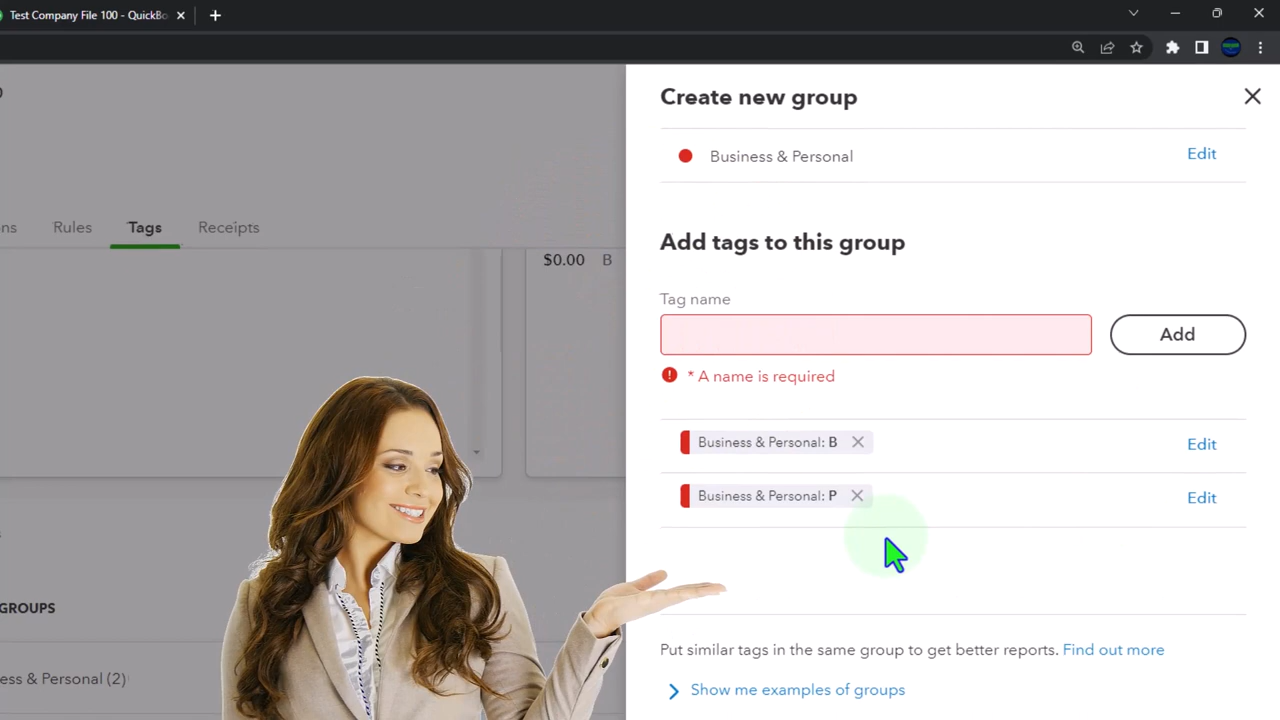 Test Company File 100 - QuickBo
Create new group
Business & Personal
Edit
ns
Rules
Tags
Receipts
Add tags to this group
$0.00 B
Tag name
Add
* A name is required
Business & Personal: B
Edit
Business & Personal: P
Edit
GROUPS
ess & Personal (2)
Put similar tags in the same group to get better reports. Find out more
Show me examples of groups